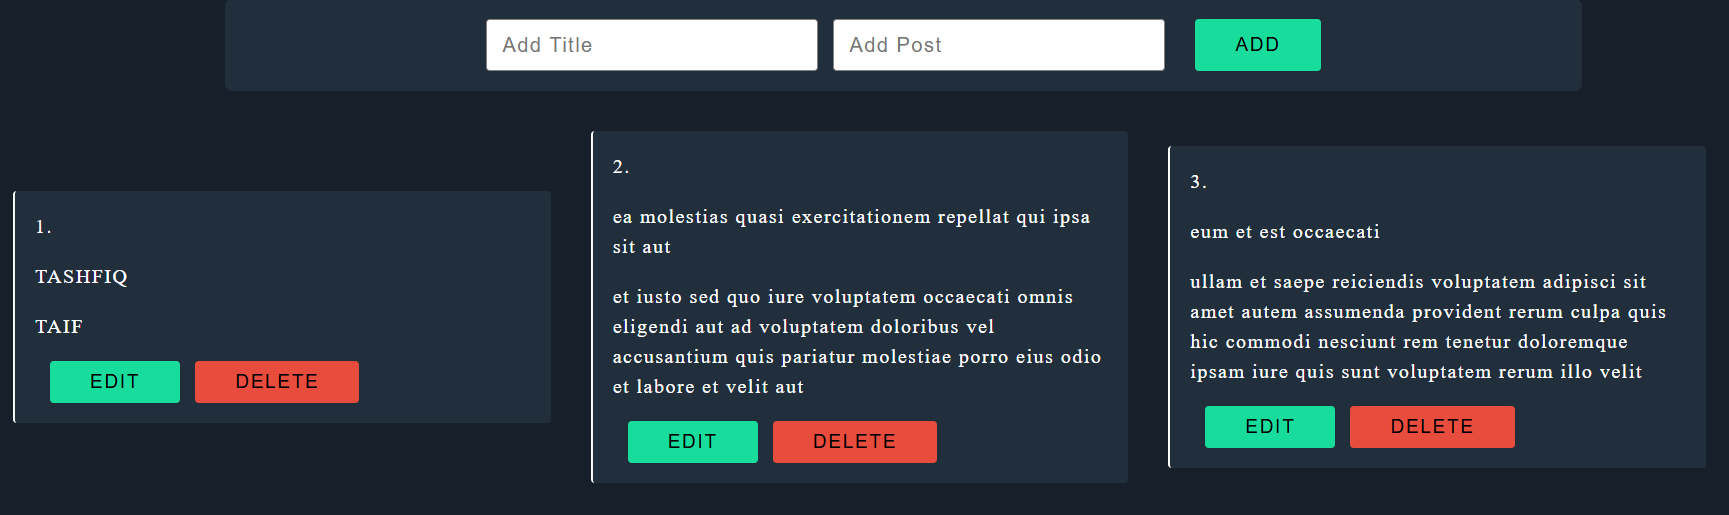 Add Title
Add Post
ADD
1.
TASHFIQ
TAIF
EDIT
DELETE
2.
ea molestias quasi exercitationem repellat qui ipsa
sit aut
et iusto sed quo iure voluptatem occaecati omnis
eligendi aut ad voluptatem doloribus vel
accusantium quis pariatur molestiae porro eius odio
et labore et velit aut
EDIT
DELETE
3.
eum et est occaecati
ullam et saepe reiciendis voluptatem adipisci sit
amet autem assumenda provident rerum culpa quis
hic commodi nesciunt rem tenetur doloremque
ipsam iure quis sunt voluptatem rerum illo velit
EDIT
DELETE